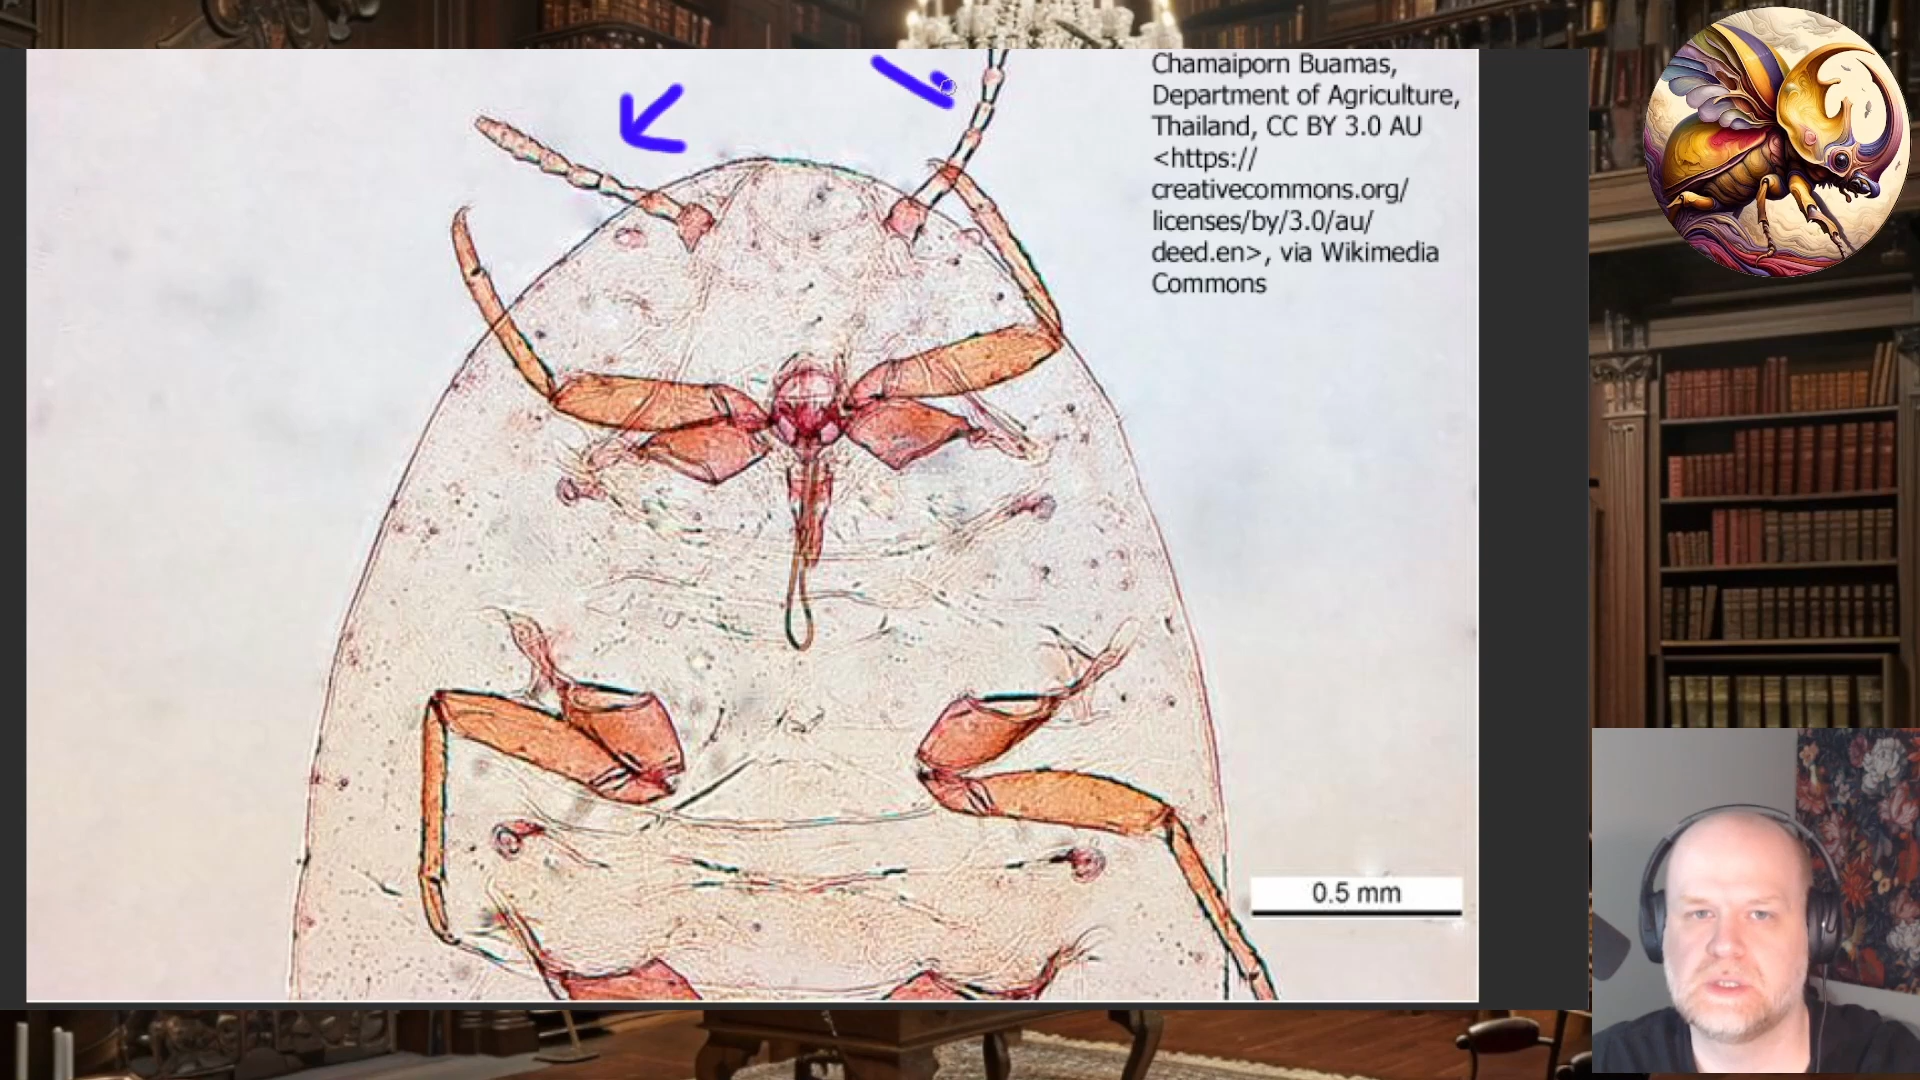 Chamaiporn Buamas,
Department of Agriculture,
Thailand, CC BY 3.0 AU
<https://
creativecommons.org/
licenses/by/3.0/au/
deed.en>, via Wikimedia
Commons
0.5 mm